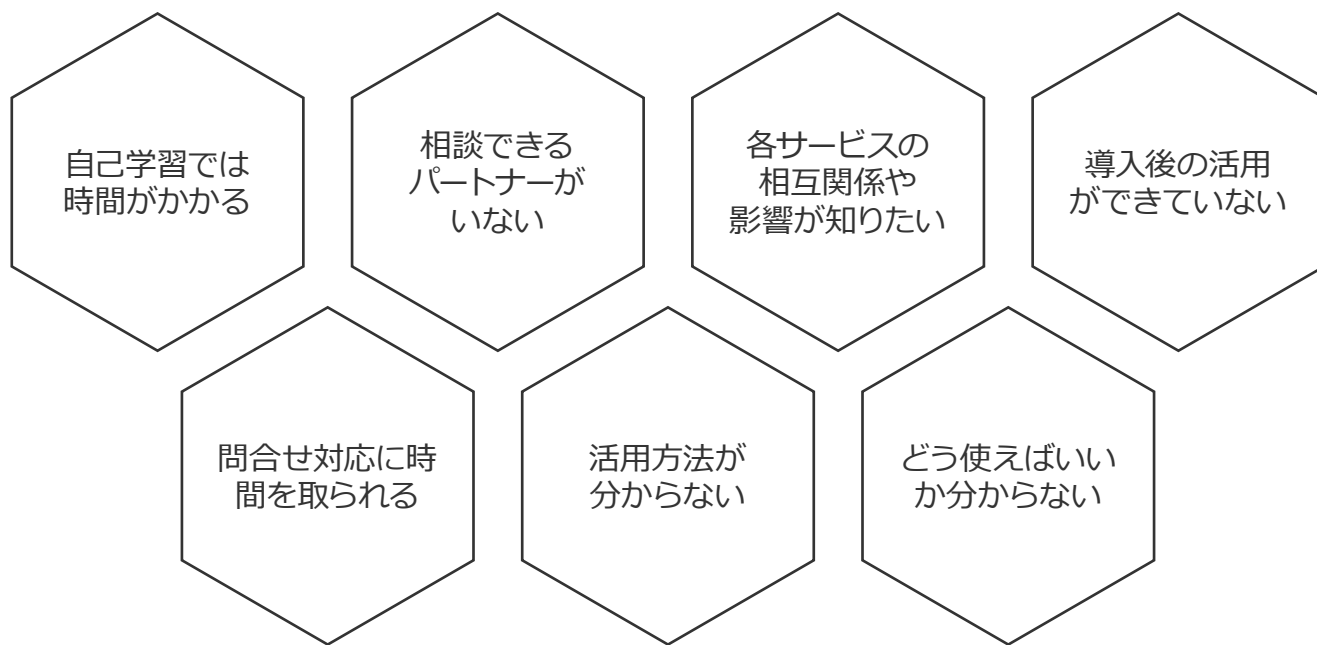 自己学習では
時間がかかる
相談できる
パートナーが
いない
各サービスの
相互関係や
影響が知りたい
導入後の活用
ができていない
問合せ対応に時
間を取られる
活用方法が
分からない
どう使えばいい
か分からない